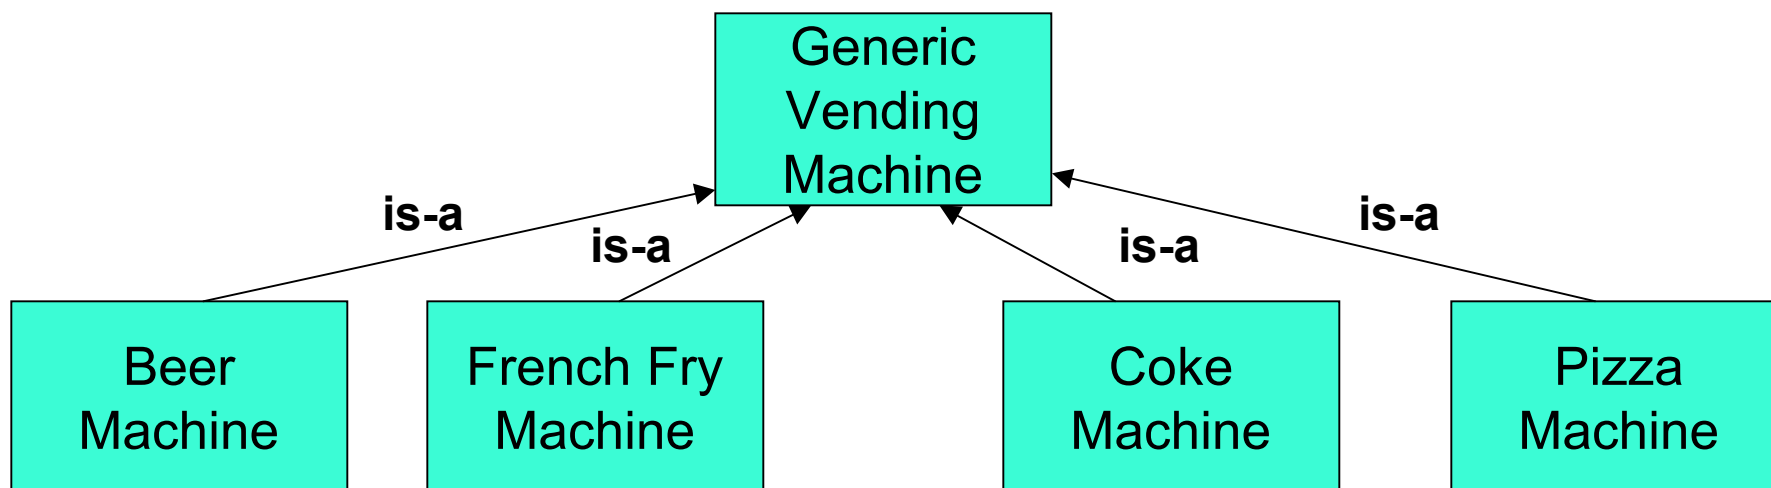 Generic
Vending
Machine
is-a
is-a
is-a
is-a
Beer
Machine
French Fry
Machine
Coke
Machine
Pizza
Machine